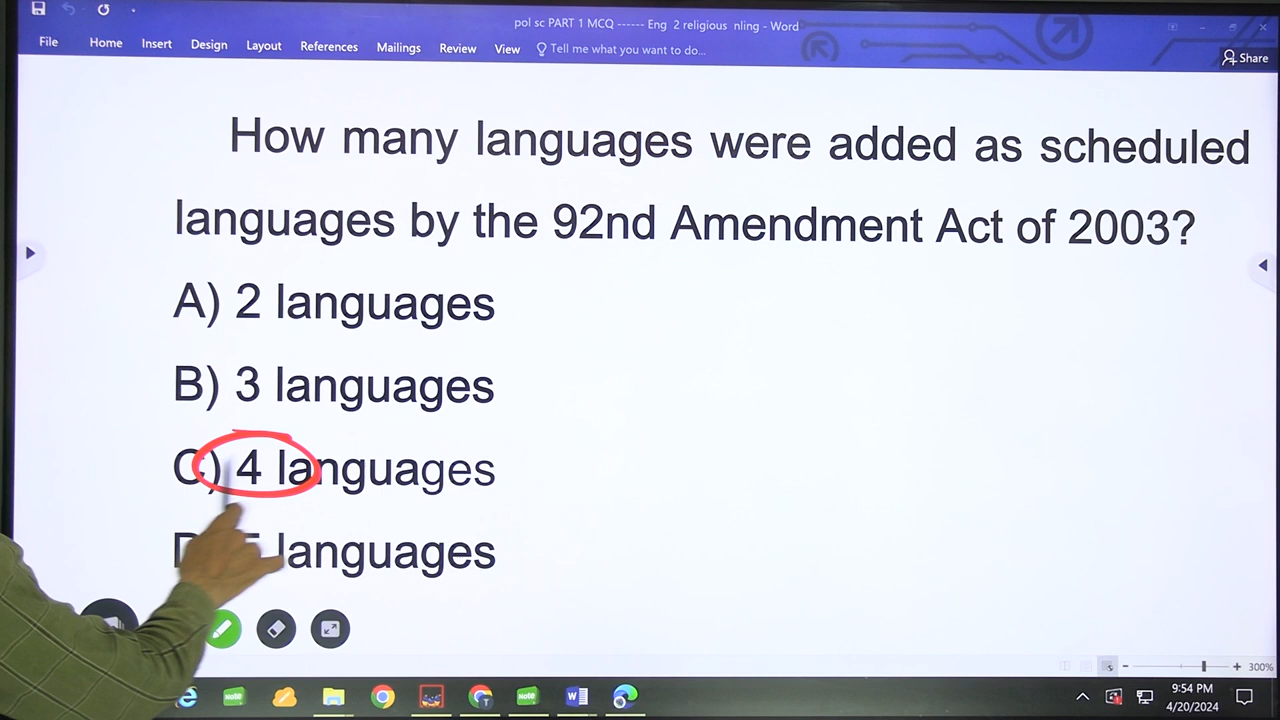 pol sc PART 1 MCQ ------ Eng 2 religious nling - Word
File Home Insert Design Layout References Mailings Review View Tell me what you want to do... Share
How many languages were added as scheduled
languages by the 92nd Amendment Act of 2003?
A) 2 languages
B) 3 languages
C) 4 languages
languages
300%
Note Note
9:54 PM
4/20/2024